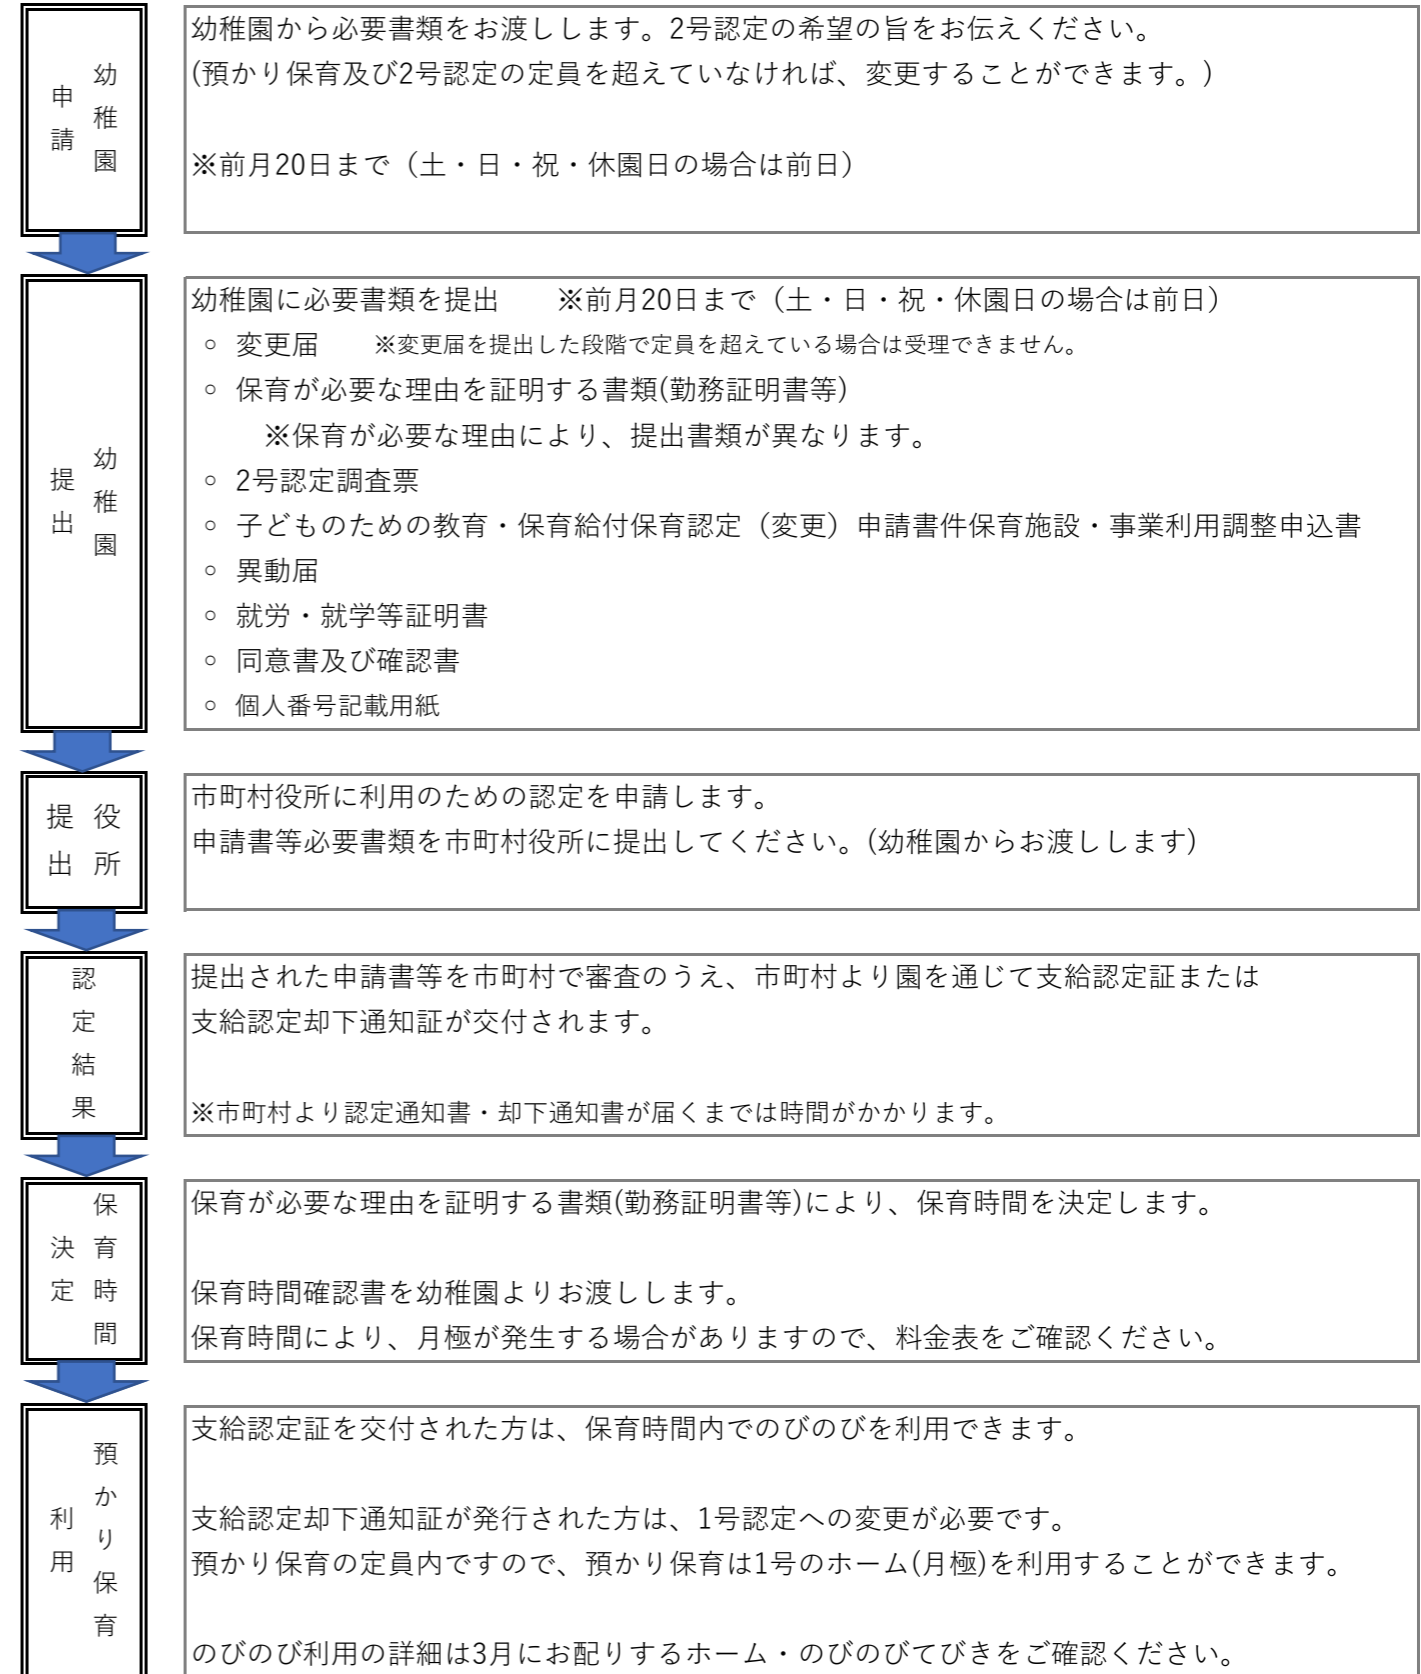 幼稚園
申請
幼稚園から必要書類をお渡しします。2号認定の希望の旨をお伝えください。
(預かり保育及び2号認定の定員を超えていなければ、変更することができます。)
※前月20日まで（土・日・祝・休園日の場合は前日）
幼稚園
提出
幼稚園に必要書類を提出　　※前月20日まで（土・日・祝・休園日の場合は前日）
○ 変更届　　※変更届を提出した段階で定員を超えている場合は受理できません。
○ 保育が必要な理由を証明する書類(勤務証明書等)
※保育が必要な理由により、提出書類が異なります。
○ 2号認定調査票
○ 子どものための教育・保育給付保育認定（変更）申請書件保育施設・事業利用調整申込書
○ 異動届
○ 就労・就学等証明書
○ 同意書及び確認書
○ 個人番号記載用紙
役所
提出
市町村役所に利用のための認定を申請します。
申請書等必要書類を市町村役所に提出してください。(幼稚園からお渡しします)
認定結果
提出された申請書等を市町村で審査のうえ、市町村より園を通じて支給認定証または
支給認定却下通知証が交付されます。
※市町村より認定通知書・却下通知書が届くまでは時間がかかります。
保育時間
決定
保育が必要な理由を証明する書類(勤務証明書等)により、保育時間を決定します。
保育時間確認書を幼稚園よりお渡しします。
保育時間により、月極が発生する場合がありますので、料金表をご確認ください。
預かり保育
利用
支給認定証を交付された方は、保育時間内でのびのびを利用できます。
支給認定却下通知証が発行された方は、1号認定への変更が必要です。
預かり保育の定員内ですので、預かり保育は1号のホーム(月極)を利用することができます。
のびのび利用の詳細は3月にお配りするホーム・のびのびてびきをご確認ください。